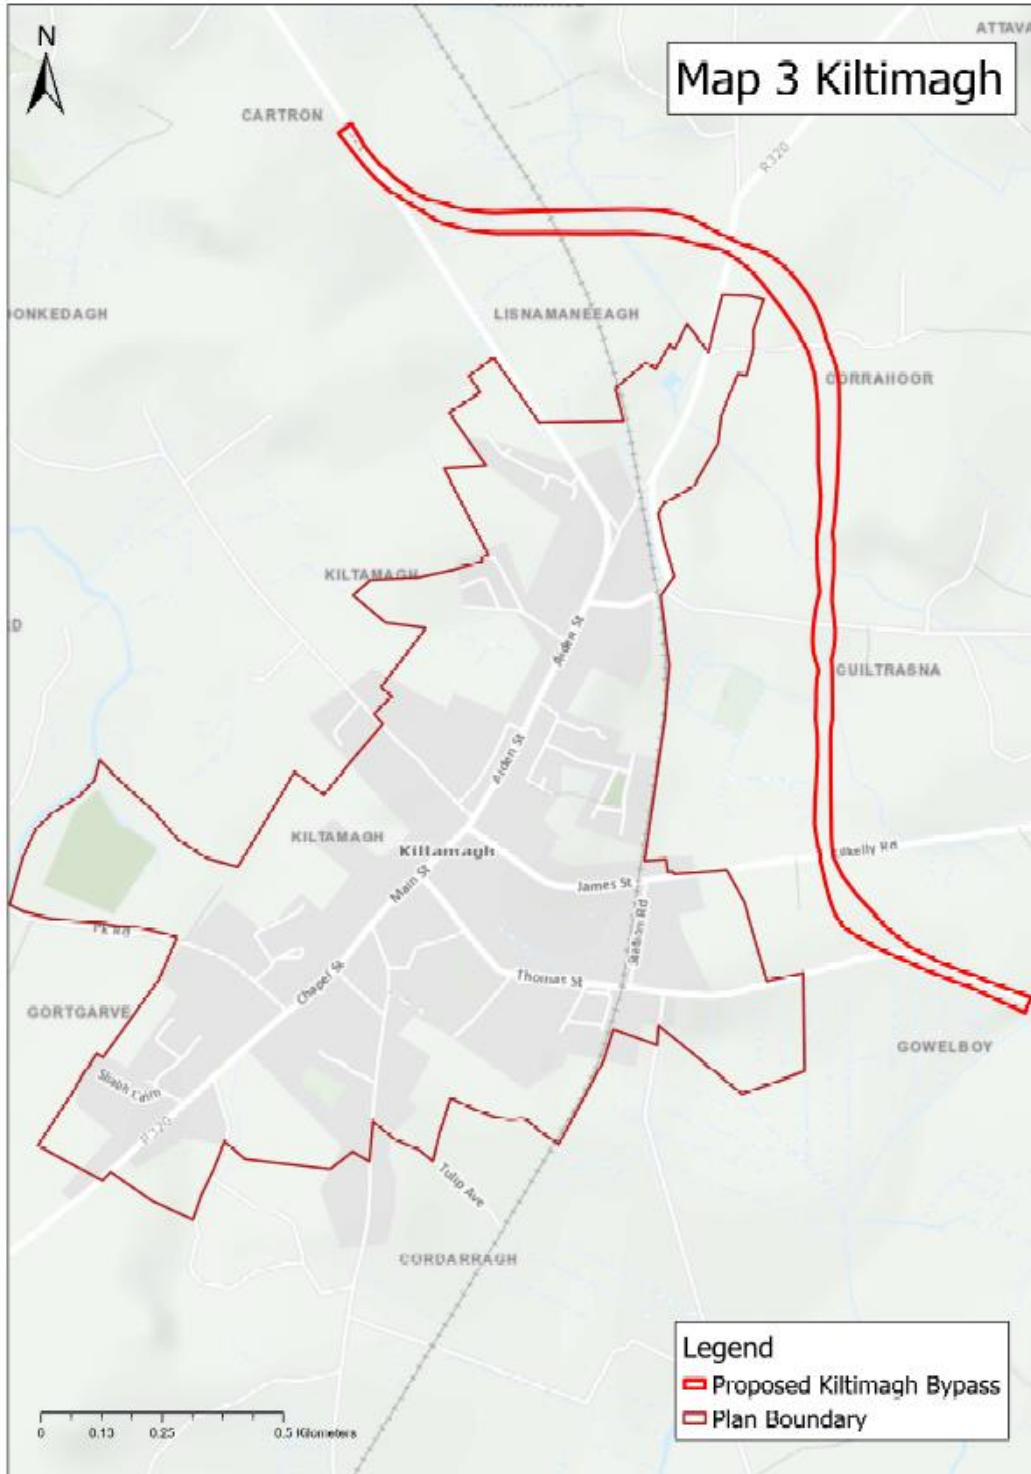 N
Map 3 Kiltimagh
ATTAVA
CARTRON
R320
ONKEDAGH
LISNAMANEEAGH
CORRAHOOR
KILTAMAGH
D
Arden St
CUILTRASNA
Arden St
KILTAMAGH
Kiltamagh
Main St
James St
Station Rd
Thomas St
Chapel St
GORTGARVE
GOWELBOY
R320
Tulip Ave
CORDARRAGH
Legend
Proposed Kiltimagh Bypass
Plan Boundary
0 0.13 0.25 0.5 Kilometers